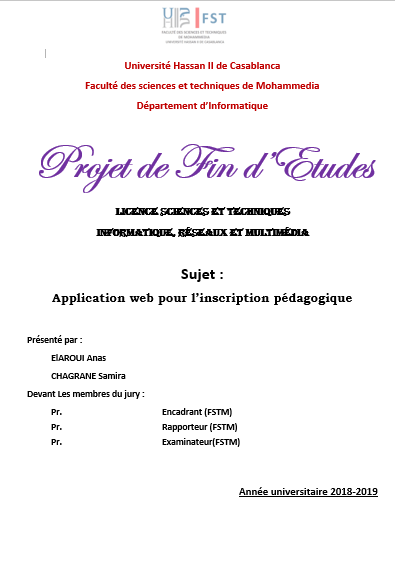 FST
FACULTÉ DES SCIENCES ET TECHNIQUES
DE MOHAMMEDIA
UNIVERSITÉ HASSAN II DE CASABLANCA
Université Hassan II de Casablanca
Faculté des sciences et techniques de Mohammedia
Département d’Informatique
Projet de Fin d’Etudes
LICENCE SCIENCES ET TECHNIQUES
INFORMATIQUE, RÉSEAUX ET MULTIMÉDIA
Sujet :
Application web pour l’inscription pédagogique
Présenté par :
ElAROUI Anas
CHAGRANE Samira
Devant Les membres du jury :
Pr. Encadrant (FSTM)
Pr. Rapporteur (FSTM)
Pr. Examinateur(FSTM)
Année universitaire 2018-2019